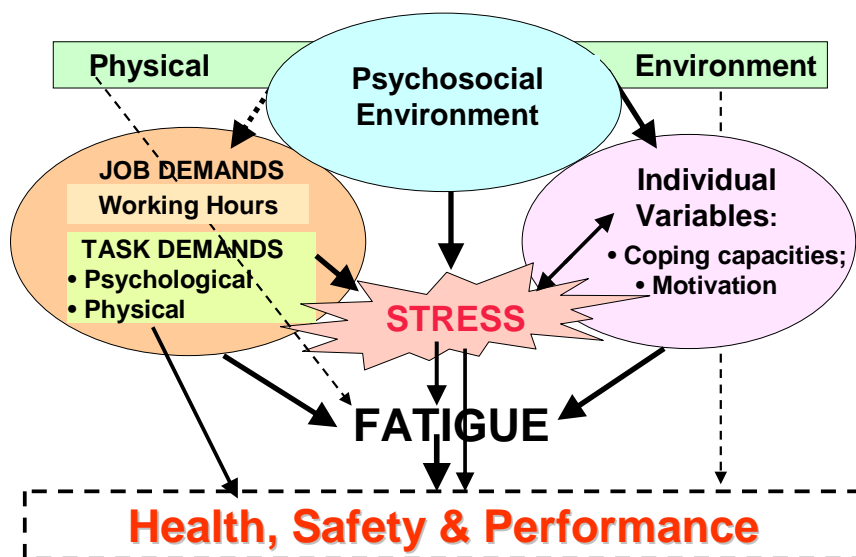 Physical
Environment
Psychosocial
Environment
JOB DEMANDS
Working Hours
TASK DEMANDS
• Psychological
• Physical
Individual
Variables:
• Coping capacities;
• Motivation
STRESS
FATIGUE
Health, Safety & Performance